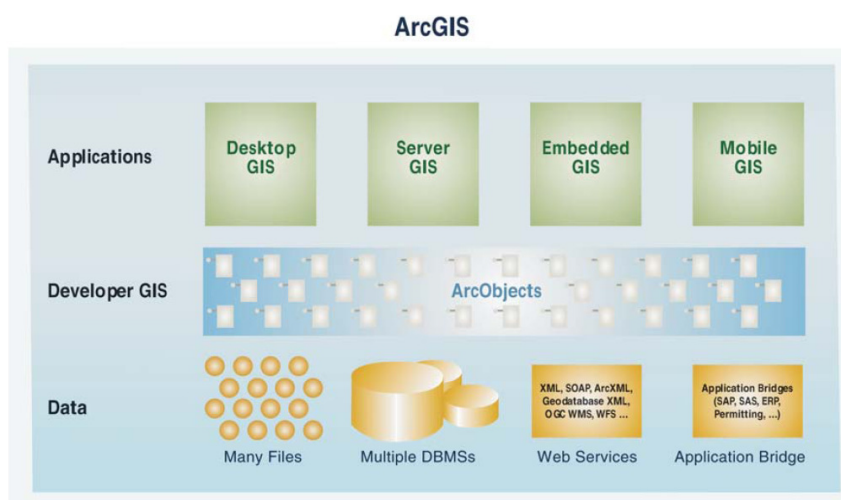 ArcGIS
Applications
Desktop
GIS
Server
GIS
Embedded
GIS
Mobile
GIS
Developer GIS
ArcObjects
Data
XML, SOAP, ArcXML,
Geodatabase XML,
OGC WMS, WFS ...
Application Bridges
(SAP, SAS, ERP,
Permitting, ...)
Many Files
Multiple DBMSs
Web Services
Application Bridge